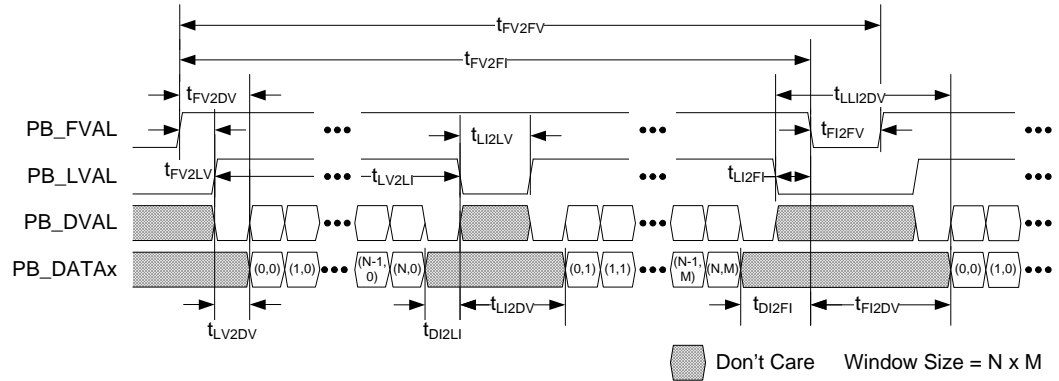 tFV2FV
tFV2FI
tFV2DV
tLLI2DV
PB_FVAL
tLI2LV
tFI2FV
PB_LVAL
tFV2LV
tLV2LI
tLI2FI
PB_DVAL
PB_DATAx
(0,0) (1,0) (N-1, 0) (N,0) (0,1) (1,1) (N-1, M) (N,M) (0,0) (1,0)
tLV2DV
tDI2LI
tLI2DV
tDI2FI
tFI2DV
Don't Care Window Size = N x M